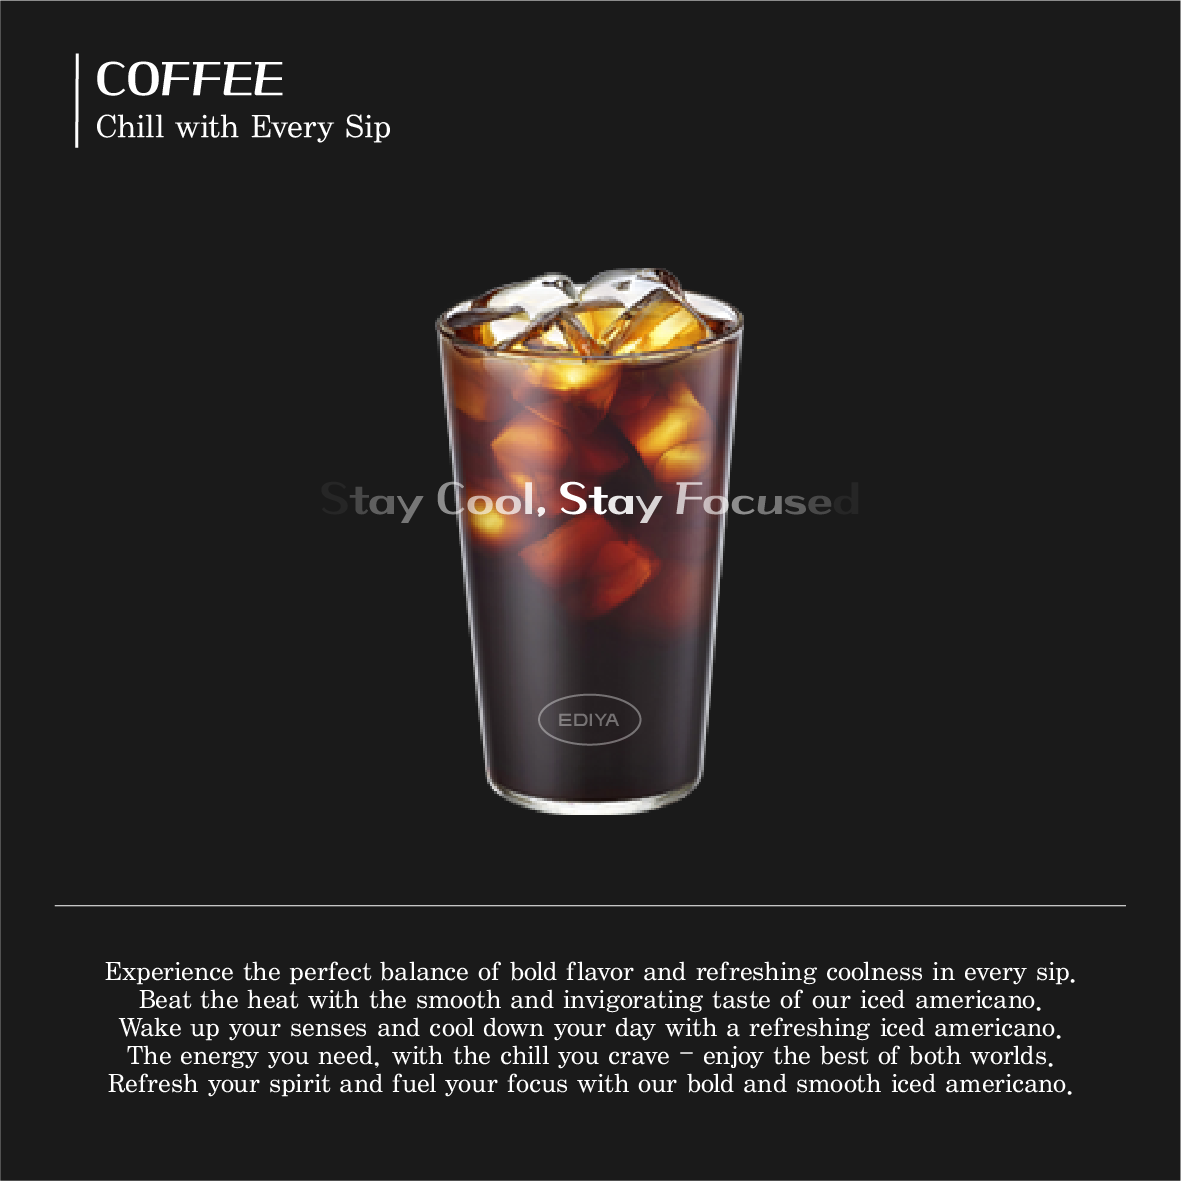 COFFEE
Chill with Every Sip
Stay Cool, Stay Focused
EDIYA
Experience the perfect balance of bold flavor and refreshing coolness in every sip.
Beat the heat with the smooth and invigorating taste of our iced americano.
Wake up your senses and cool down your day with a refreshing iced americano.
The energy you need, with the chill you crave – enjoy the best of both worlds.
Refresh your spirit and fuel your focus with our bold and smooth iced americano.